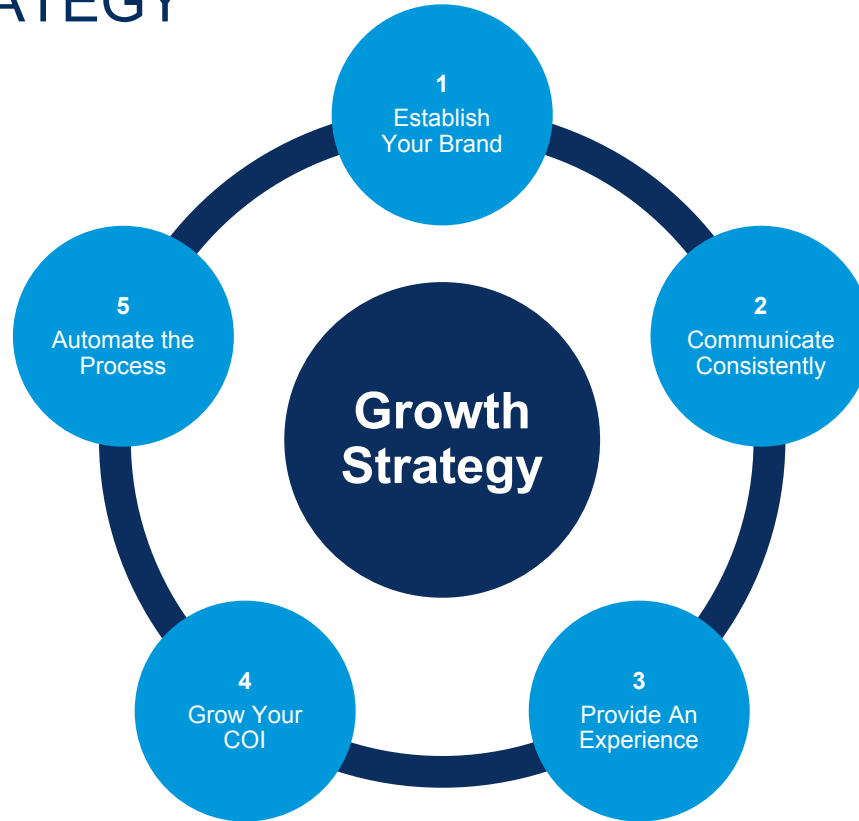 ATEGY
1
Establish
Your Brand
2
Communicate
Consistently
3
Provide An
Experience
4
Grow Your
COI
5
Automate the
Process
Growth
Strategy